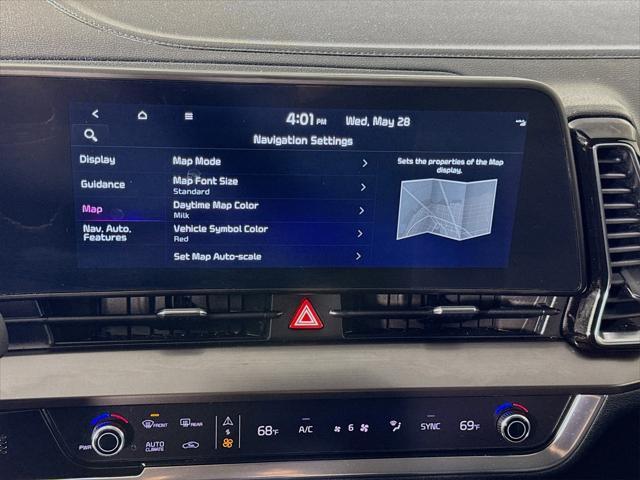 4:01 PM Wed, May 28
Navigation Settings
Display
Guidance
Map
Nav. Auto.
Features
Map Mode
Map Font Size
Standard
Daytime Map Color
Milk
Vehicle Symbol Color
Red
Set Map Auto-scale
Sets the properties of the Map
display.
FRONT REAR
PWR AUTO
CLIMATE
68°F A/C 6 SYNC 69°F